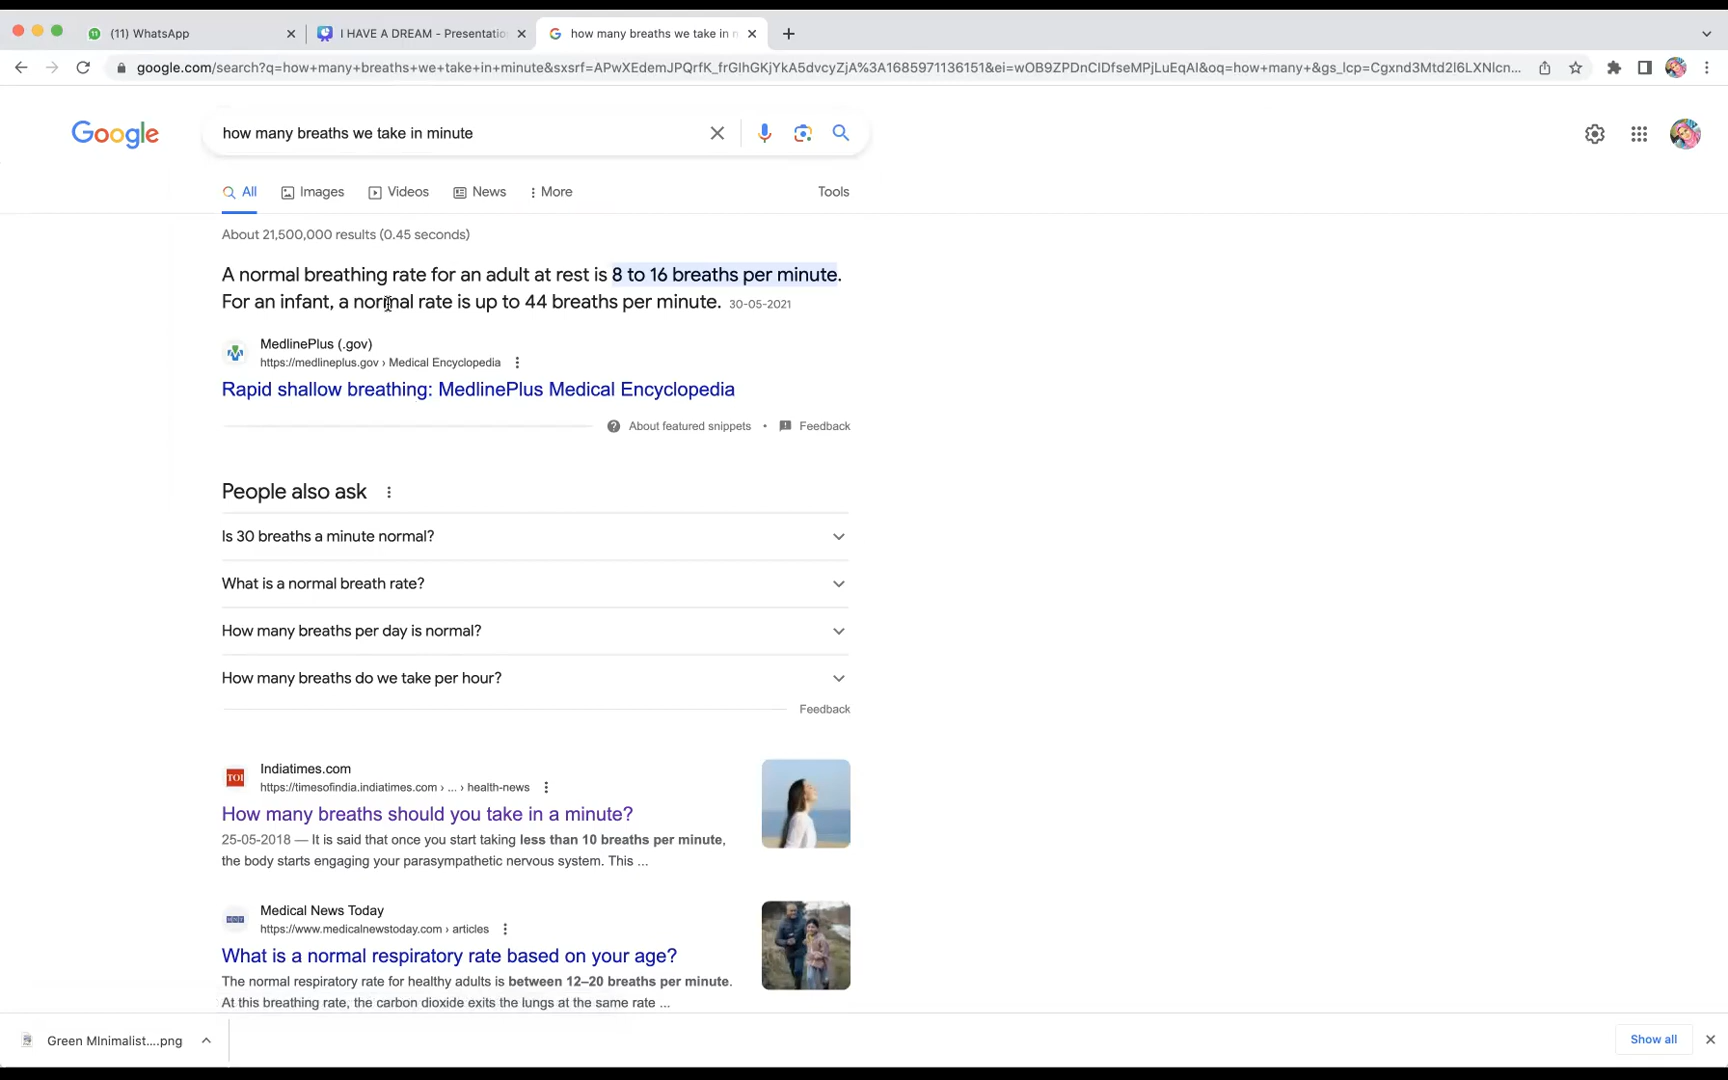 (11) WhatsApp
I HAVE A DREAM - Presentatio
how many breaths we take in
google.com/search?q=how+many+breaths+we+take+in+minute&sxsrf=APwXEdemJPQrfK_frGIhGKjYkA5dvcyZjA%3A1685971136151&ei=wOB9ZPDnCIDfseMPjLuEqAI&oq=how+many+&gs_lcp=Cgxnd3Mtd2l6LXNlcn...
Google
how many breaths we take in minute
All Images Videos News More Tools
About 21,500,000 results (0.45 seconds)
A normal breathing rate for an adult at rest is 8 to 16 breaths per minute.
For an infant, a normal rate is up to 44 breaths per minute. 30-05-2021
MedlinePlus (.gov)
https://medlineplus.gov › Medical Encyclopedia
Rapid shallow breathing: MedlinePlus Medical Encyclopedia
About featured snippets • Feedback
People also ask
Is 30 breaths a minute normal?
What is a normal breath rate?
How many breaths per day is normal?
How many breaths do we take per hour?
Feedback
TOI
Indiatimes.com
https://timesofindia.indiatimes.com › ... › health-news
How many breaths should you take in a minute?
25-05-2018 — It is said that once you start taking less than 10 breaths per minute,
the body starts engaging your parasympathetic nervous system. This ...
Medical News Today
https://www.medicalnewstoday.com › articles
What is a normal respiratory rate based on your age?
The normal respiratory rate for healthy adults is between 12–20 breaths per minute.
At this breathing rate, the carbon dioxide exits the lungs at the same rate ...
Green MInimalist....png
Show all